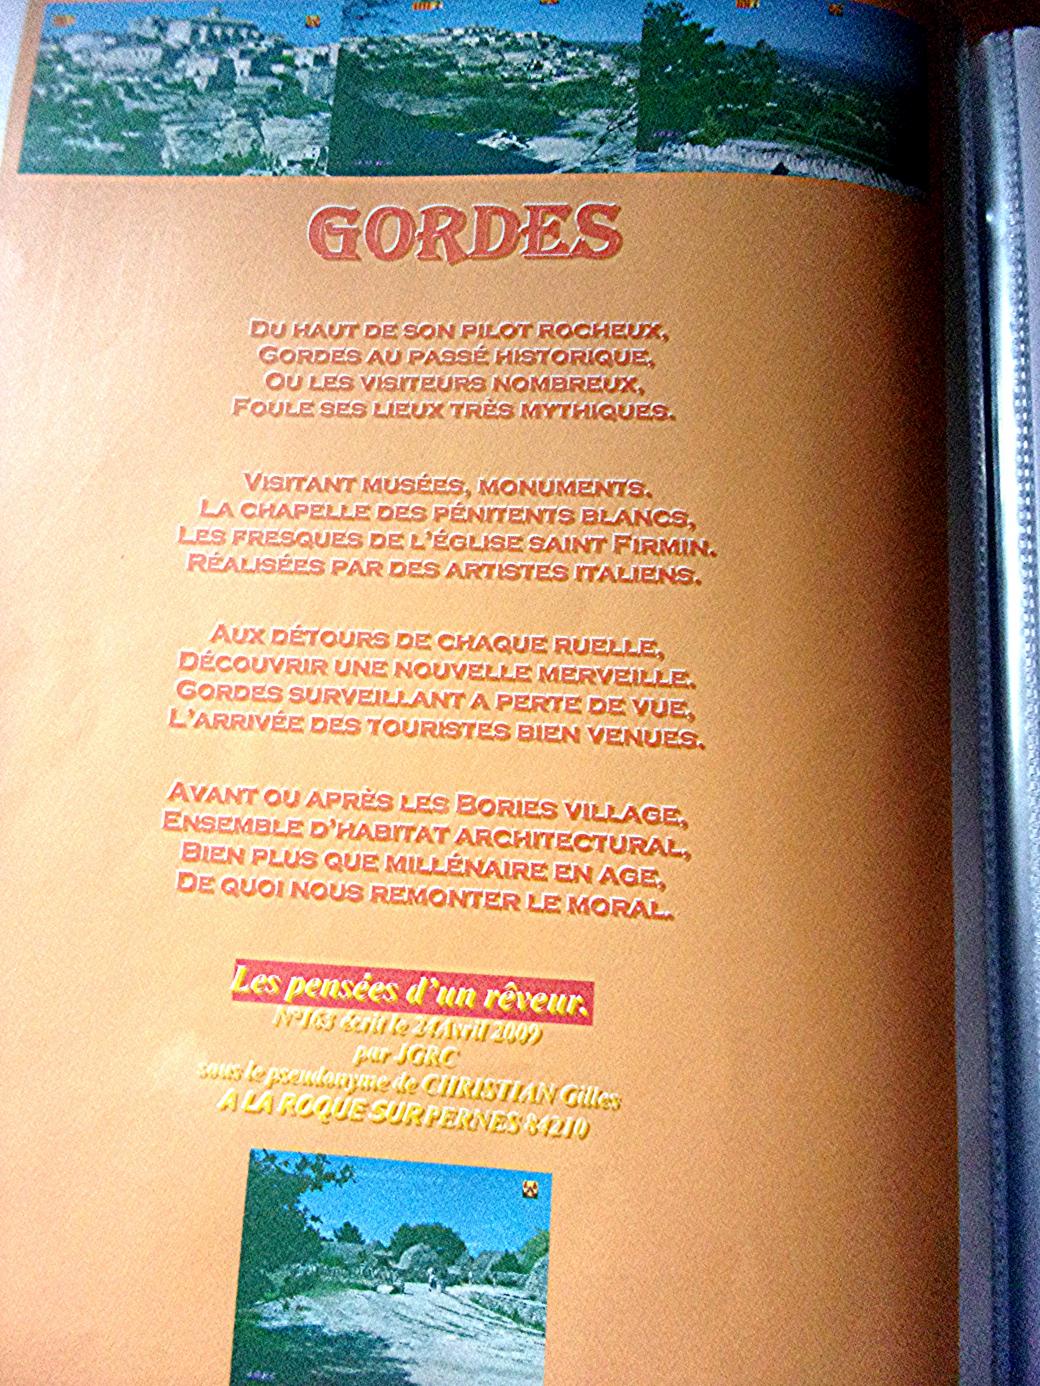 GORDES
DU HAUT DE SON PILOT ROCHEUX,
GORDES AU PASSÉ HISTORIQUE,
OU LES VISITEURS NOMBREUX,
FOULE SES LIEUX TRÈS MYTHIQUES.
VISITANT MUSÉES, MONUMENTS.
LA CHAPELLE DES PÉNITENTS BLANCS,
LES FRESQUES DE L'ÉGLISE SAINT FIRMIN.
RÉALISÉES PAR DES ARTISTES ITALIENS.
AUX DÉTOURS DE CHAQUE RUELLE,
DÉCOUVRIR UNE NOUVELLE MERVEILLE.
GORDES SURVEILLANT A PERTE DE VUE,
L'ARRIVÉE DES TOURISTES BIEN VENUES.
AVANT OU APRÈS LES BORIES VILLAGE,
ENSEMBLE D'HABITAT ARCHITECTURAL,
BIEN PLUS QUE MILLÉNAIRE EN AGE,
DE QUOI NOUS REMONTER LE MORAL.
Les pensées d'un rêveur.
N°163 écrit le 24 Avril 2009
par JGRC
sous le pseudonyme de CHRISTIAN Gilles
A LA ROQUE SUR PERNES 84210